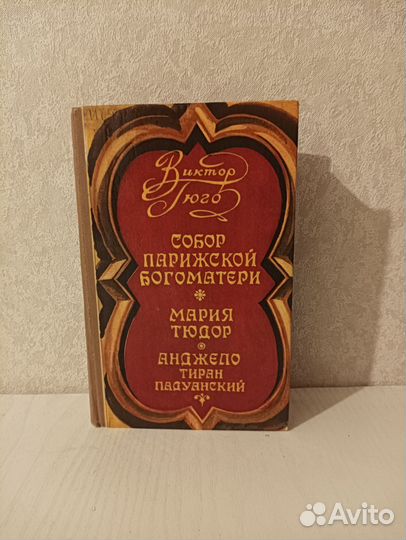 Виктор
Гюго
СОБОР
ПАРИЖСКОЙ
БОГОМАТЕРИ
МАРИЯ
ТЮДОР
АНДЖЕЛО
ТИРАН
ПАДУАНСКИЙ
Avito